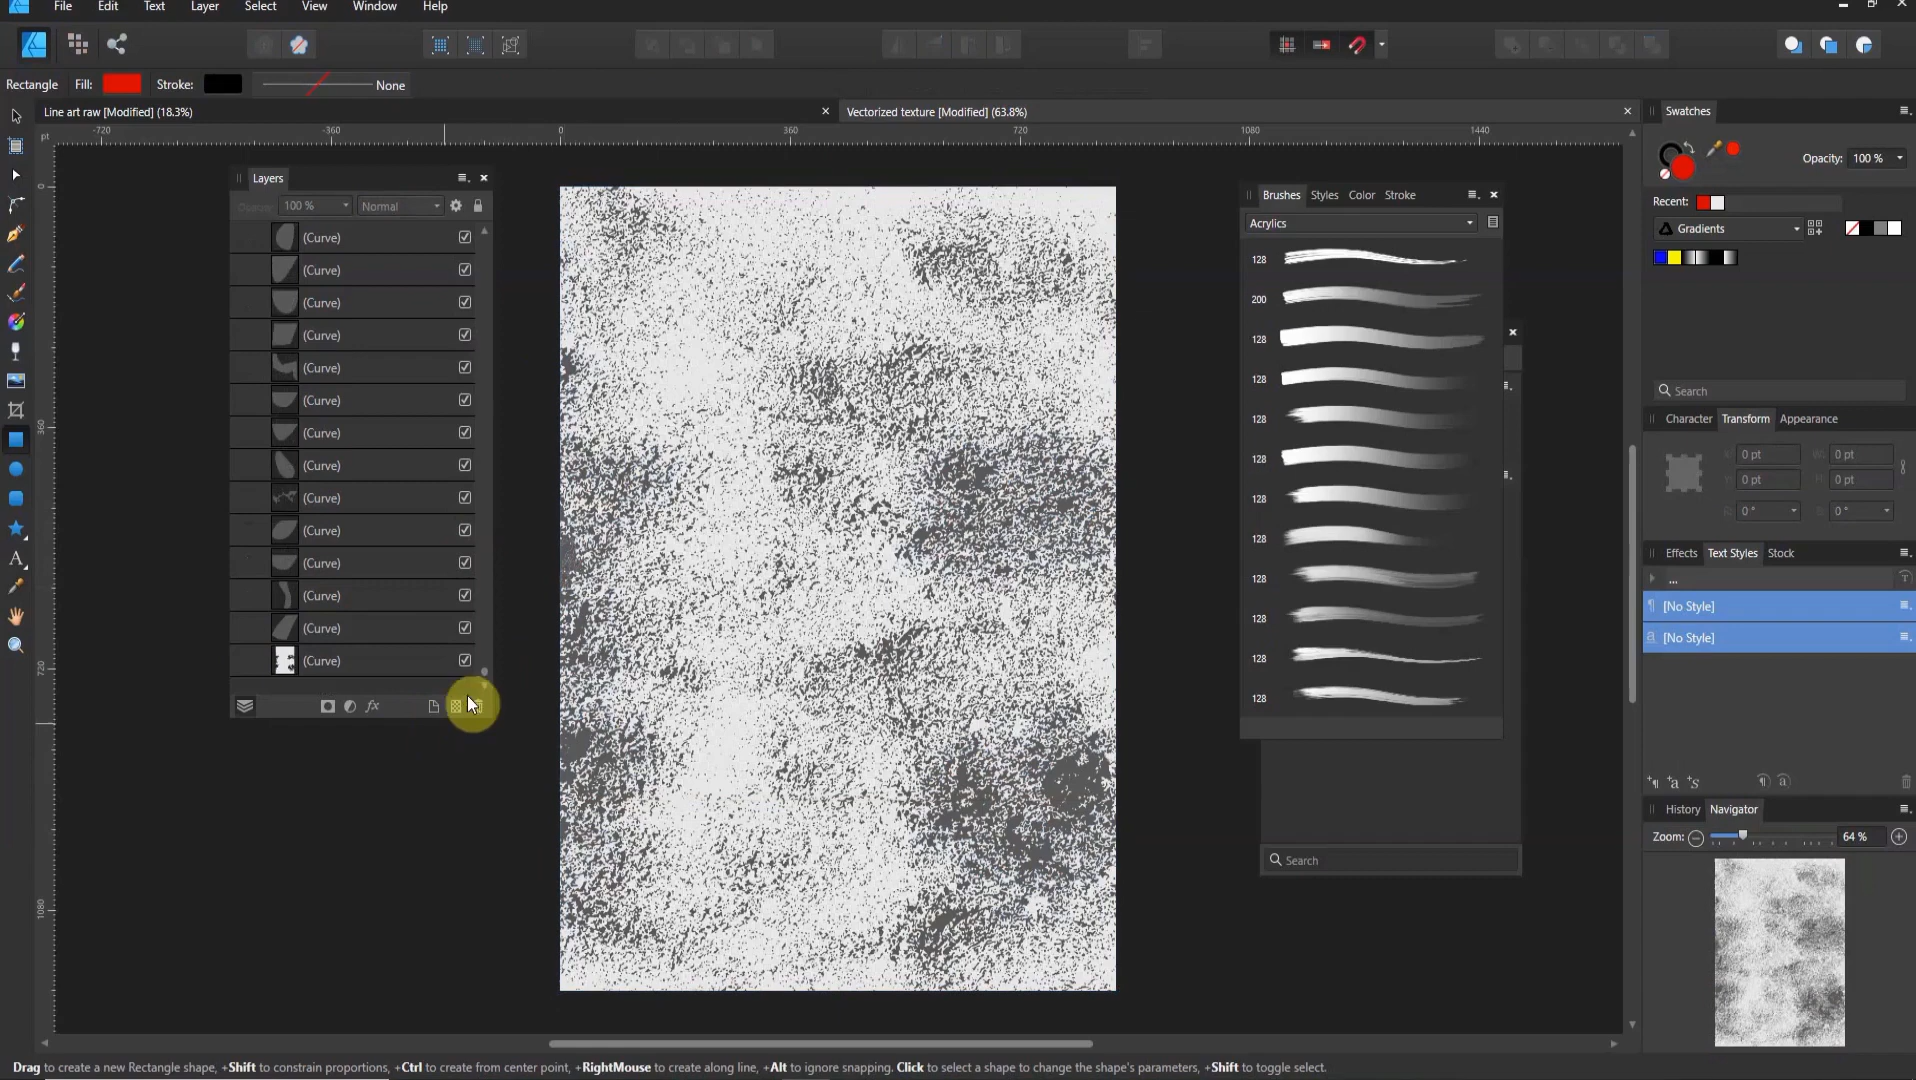 File Edit Text Layer Select View Window Help
Rectangle Fill: Stroke: None
Line art raw [Modified] (18.3%)
Vectorized texture [Modified] (63.8%)
pt -720 -360 0 360 720 1080 1440
0
360
720
1080
Layers
100 % Normal
(Curve)
(Curve)
(Curve)
(Curve)
(Curve)
(Curve)
(Curve)
(Curve)
(Curve)
(Curve)
(Curve)
(Curve)
(Curve)
(Curve)
fx
Brushes Styles Color Stroke
Acrylics
128
200
128
128
128
128
128
128
128
128
128
128
Search
Swatches
Opacity: 100 %
Recent:
Gradients
Search
Character Transform Appearance
0 pt
0 pt
0 pt
0 pt
0 °
0 °
Effects Text Styles Stock
...
[No Style]
[No Style]
History Navigator
Zoom: 64 %
Drag to create a new Rectangle shape, +Shift to constrain proportions, +Ctrl to create from center point, +RightMouse to create along line, +Alt to ignore snapping. Click to select a shape to change the shape's parameters, +Shift to toggle select.